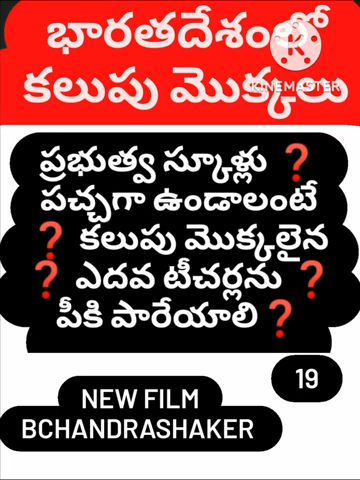 భారతదేశంలో
కలుపు మొక్కలు
KINEMASTER
ప్రభుత్వ స్కూళ్లు ❓
పచ్చగా ఉండాలంటే
❓ కలుపు మొక్కలైన
❓ ఎదవ టీచర్లను ❓
పీకి పారేయాలి❓
19
NEW FILM
BCHANDRASHAKER